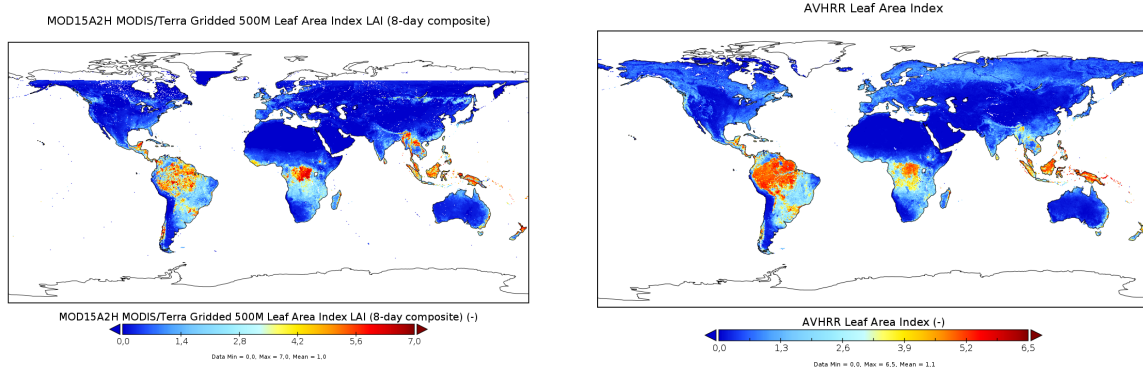 MOD15A2H MODIS/Terra Gridded 500M Leaf Area Index LAI (8-day composite)
MOD15A2H MODIS/Terra Gridded 500M Leaf Area Index LAI (8-day composite) (-)
0,0 1,4 2,8 4,2 5,6 7,0
Data Min = 0,0, Max = 7,0, Mean = 1,0
AVHRR Leaf Area Index
AVHRR Leaf Area Index (-)
0,0 1,3 2,6 3,9 5,2 6,5
Data Min = 0,0, Max = 6,5, Mean = 1,1